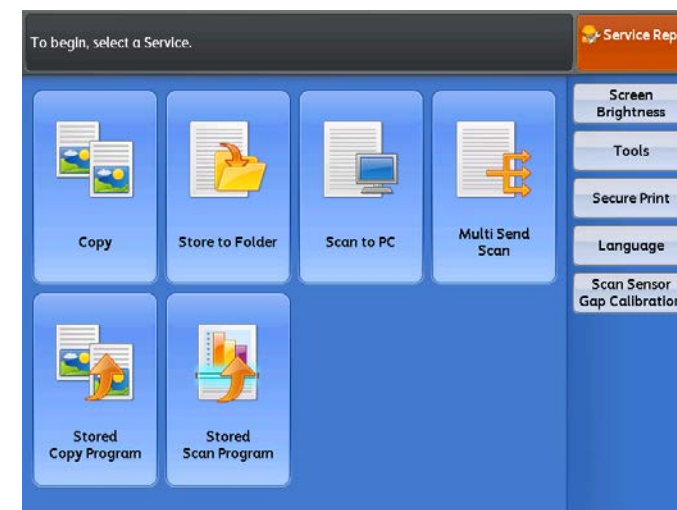 To begin, select a Service.
Service Rep
Screen
Brightness
Tools
Secure Print
Language
Scan Sensor
Gap Calibration
Copy
Store to Folder
Scan to PC
Multi Send
Scan
Stored
Copy Program
Stored
Scan Program